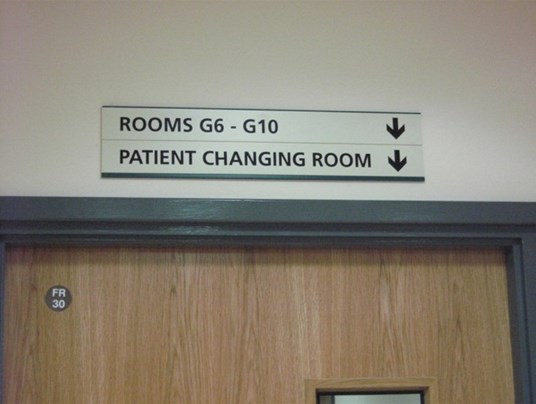 ROOMS G6 - G10
PATIENT CHANGING ROOM
FR
30